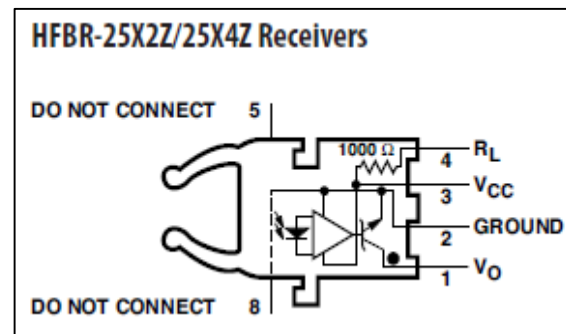 HFBR-25X2Z/25X4Z Receivers
DO NOT CONNECT 5
1000 Ω
4 RL
3 VCC
2 GROUND
1 VO
DO NOT CONNECT 8